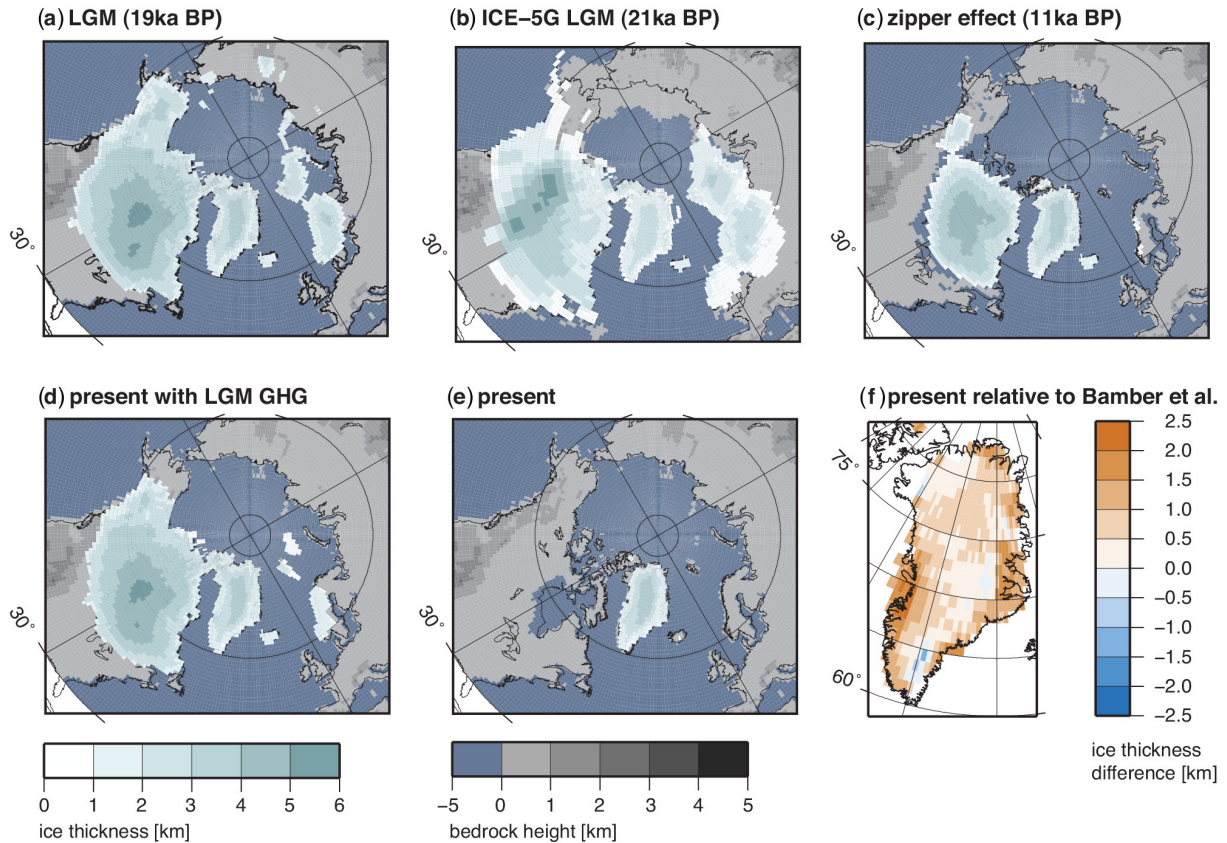 (a) LGM (19ka BP)
(b) ICE−5G LGM (21ka BP)
(c) zipper effect (11ka BP)
30°
30°
30°
(d) present with LGM GHG
(e) present
(f) present relative to Bamber et al.
30°
30°
75°
60°
2.5
2.0
1.5
1.0
0.5
0.0
−0.5
−1.0
−1.5
−2.0
−2.5
ice thickness
difference [km]
0 1 2 3 4 5 6
ice thickness [km]
−5 0 1 2 3 4 5
bedrock height [km]